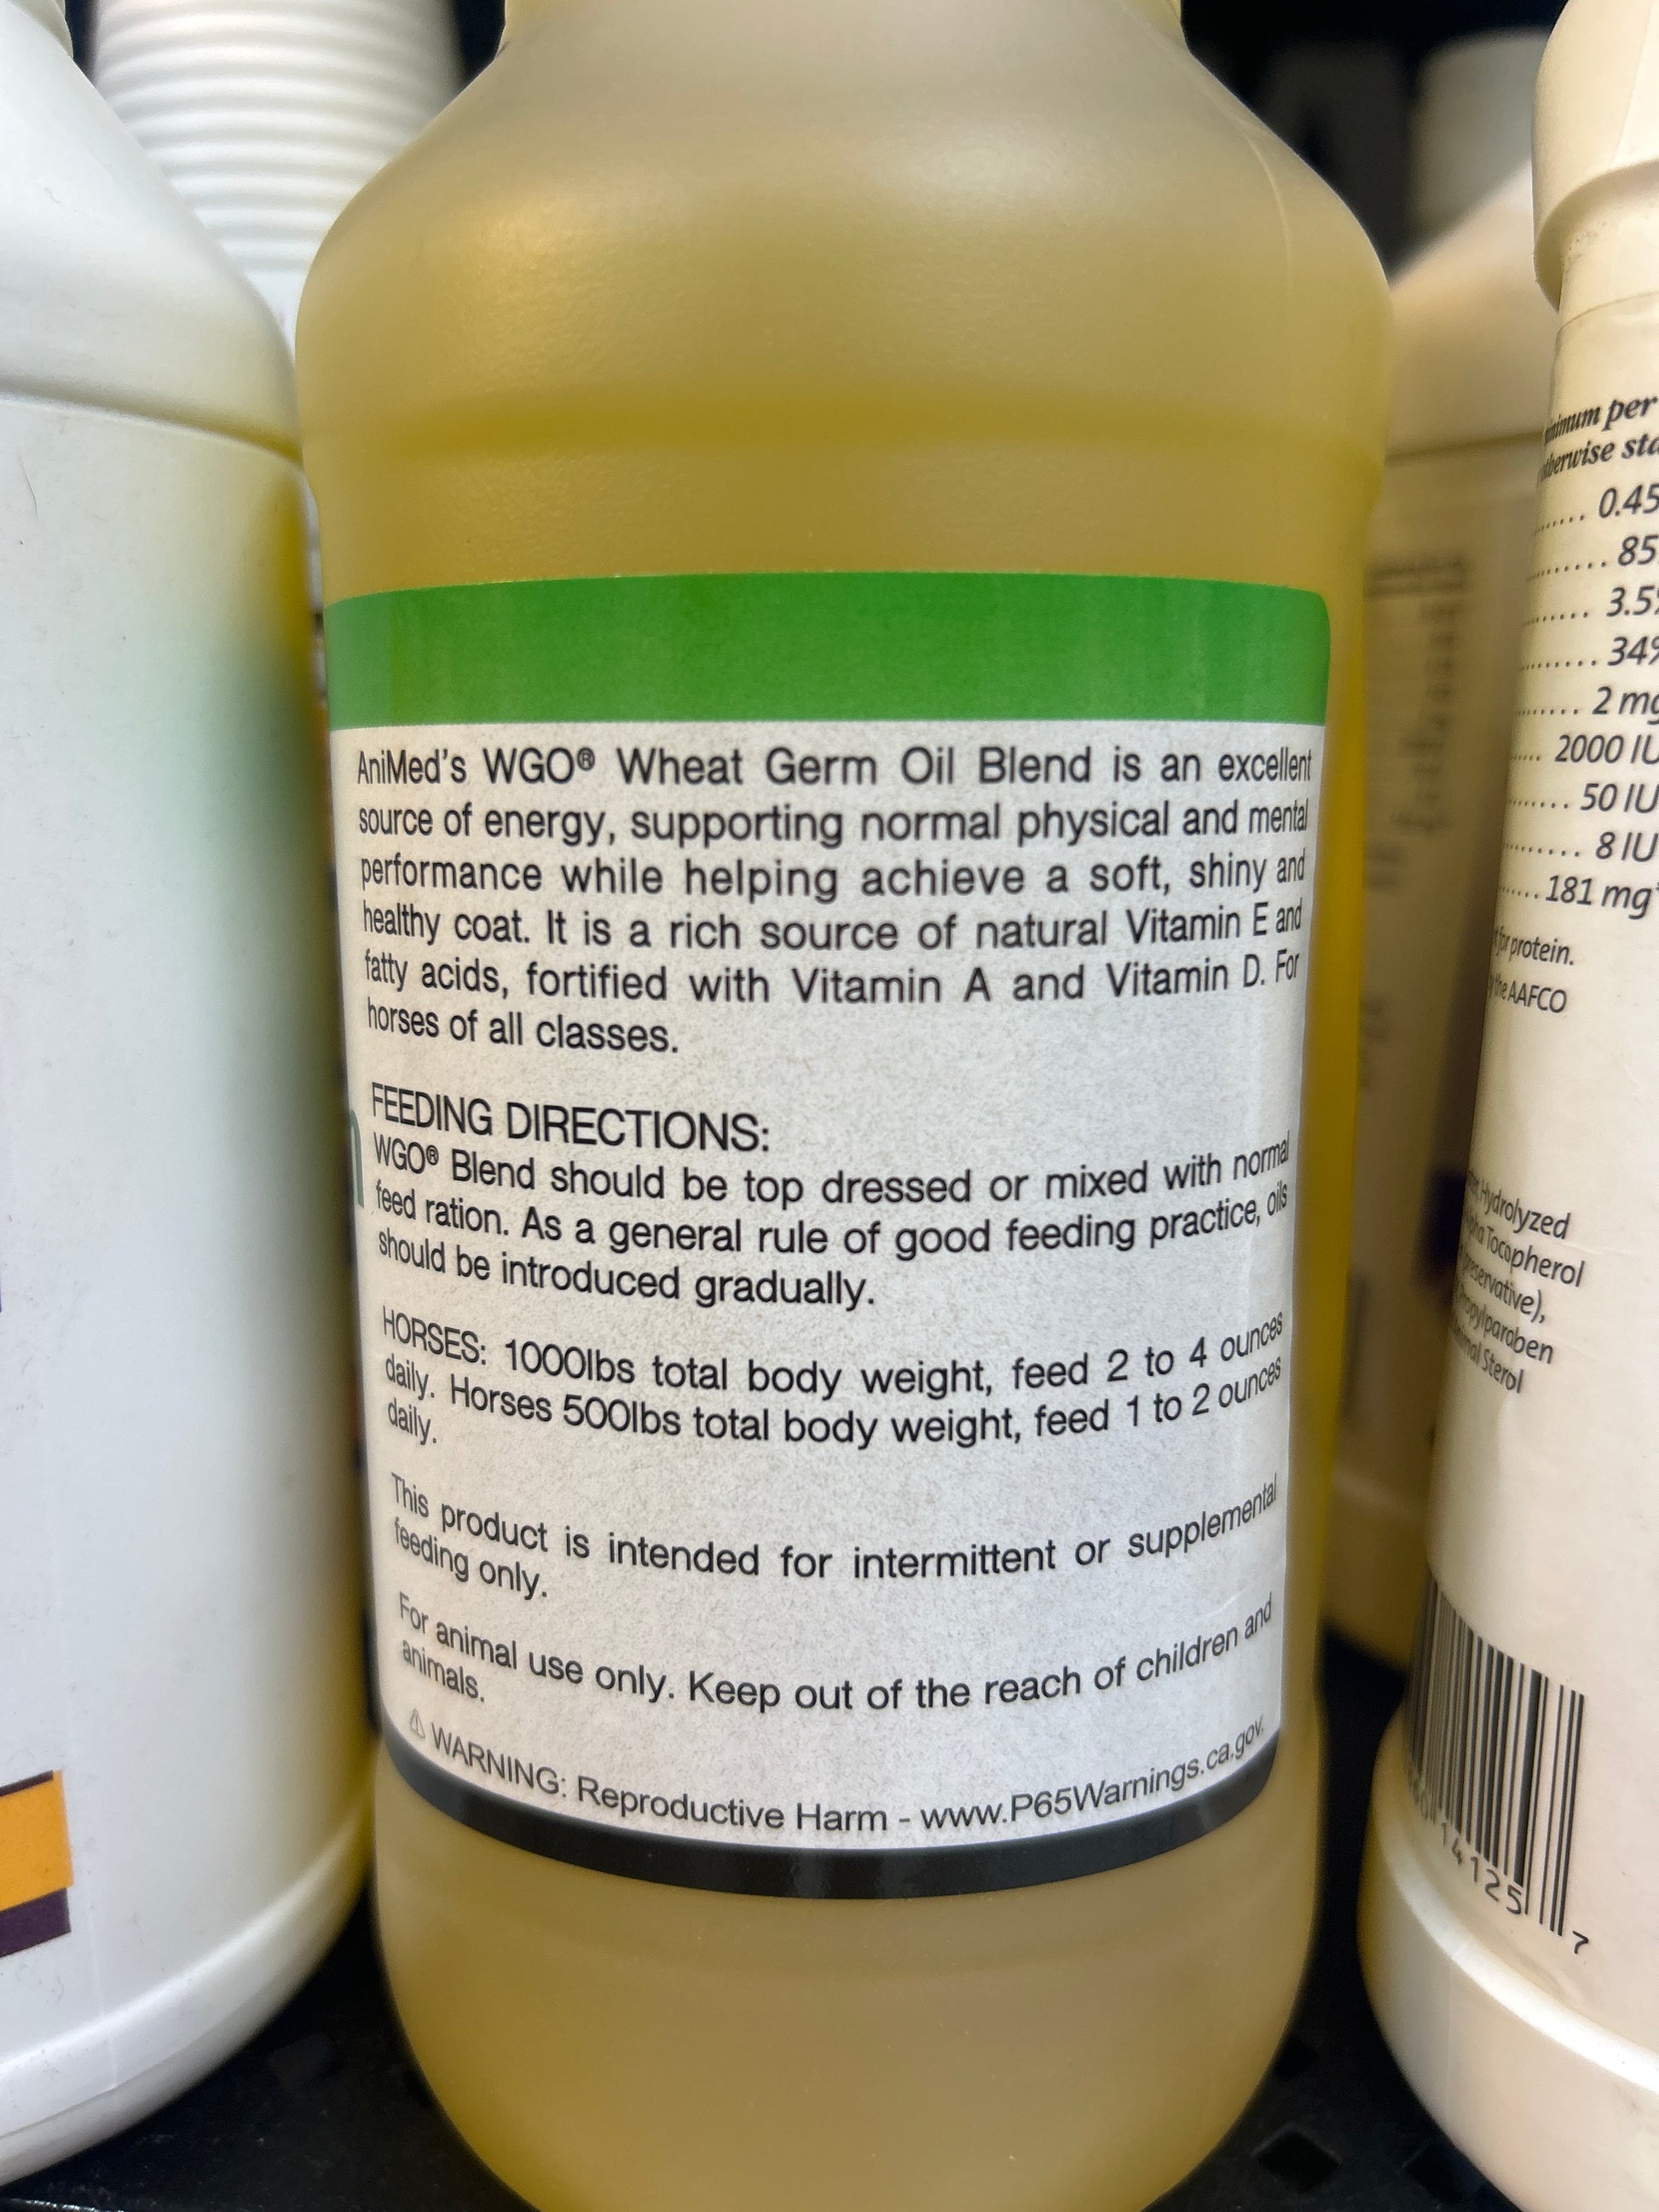 AniMed's WGO® Wheat Germ Oil Blend is an excellent
source of energy, supporting normal physical and mental
performance while helping achieve a soft, shiny and
healthy coat. It is a rich source of natural Vitamin E and
fatty acids, fortified with Vitamin A and Vitamin D. For
horses of all classes.
FEEDING DIRECTIONS:
WGO® Blend should be top dressed or mixed with normal
feed ration. As a general rule of good feeding practice, oils
should be introduced gradually.
HORSES: 1000lbs total body weight, feed 2 to 4 ounces
daily. Horses 500lbs total body weight, feed 1 to 2 ounces
daily.
This product is intended for intermittent or supplemental
feeding only.
For animal use only. Keep out of the reach of children and
animals.
⚠ WARNING: Reproductive Harm - www.P65Warnings.ca.gov.
per
0.45
85
3.5
34%
2 mg
2000 IU
50 IU
8 IU
181 mg*
for protein.
the AAFCO
Hydrolyzed
Tocopherol
Propylparaben
Sterol
14125
7